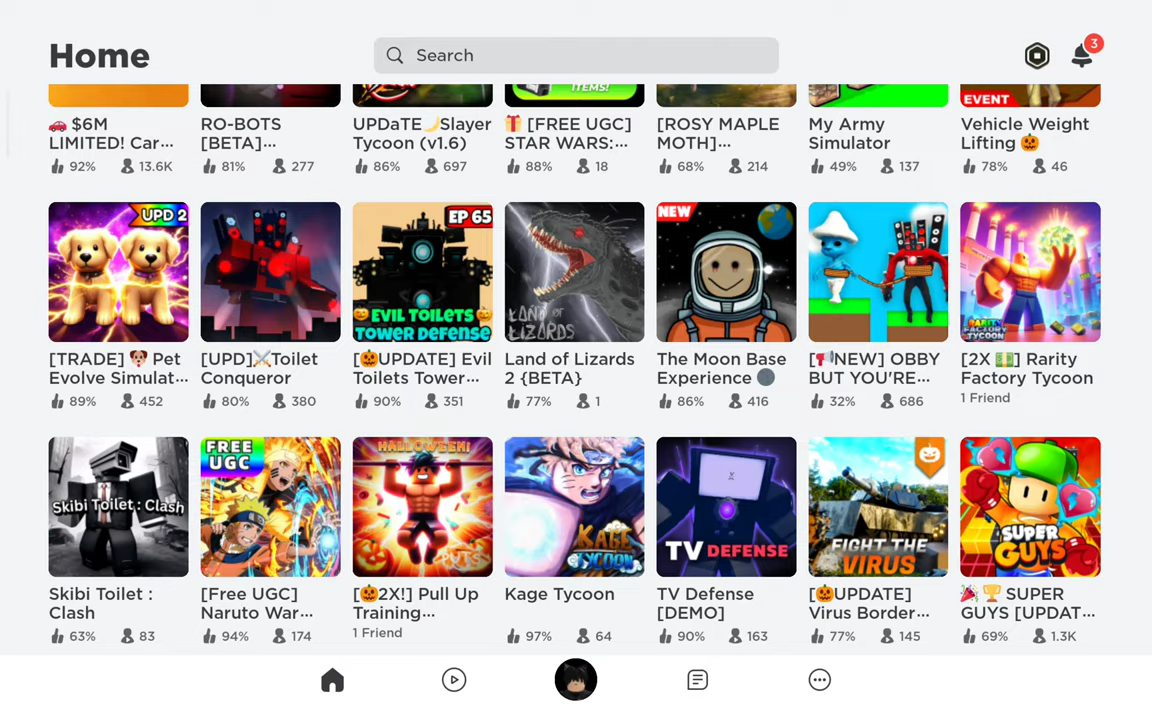 Home
Search
3
ITEMS!
EVENT
🚗 $6M
LIMITED! Car...
92% 13.6K
RO-BOTS
[BETA]...
81% 277
UPDaTE🌙Slayer
Tycoon (v1.6)
86% 697
🎁 [FREE UGC]
STAR WARS:...
88% 18
[ROSY MAPLE
MOTH]...
68% 214
My Army
Simulator
49% 137
Vehicle Weight
Lifting 🎃
78% 46
UPD 2
[TRADE] 🐶 Pet
Evolve Simulat...
89% 452
[UPD]⚔️Toilet
Conqueror
80% 380
EP 65
EVIL TOILETS
TOWER DEFENSE
[🎃UPDATE] Evil
Toilets Tower...
90% 351
LAND OF
LIZARDS
Land of Lizards
2 {BETA}
77% 1
NEW
The Moon Base
Experience 🌑
86% 416
[📢NEW] OBBY
BUT YOU'RE...
32% 686
RARITY
FACTORY
TYCOON
[2X 💵] Rarity
Factory Tycoon
1 Friend
Skibi Toilet : Clash
Skibi Toilet :
Clash
63% 83
FREE
UGC
[Free UGC]
Naruto War...
94% 174
HALLOWEEN!
[🎃2X!] Pull Up
Training...
1 Friend
KAGE
TYCOON
Kage Tycoon
97% 64
X
TV DEFENSE
TV Defense
[DEMO]
90% 163
FIGHT THE
VIRUS
[🎃UPDATE]
Virus Border...
77% 145
SUPER
GUYS
🎉🏆 SUPER
GUYS [UPDAT...
69% 1.3K